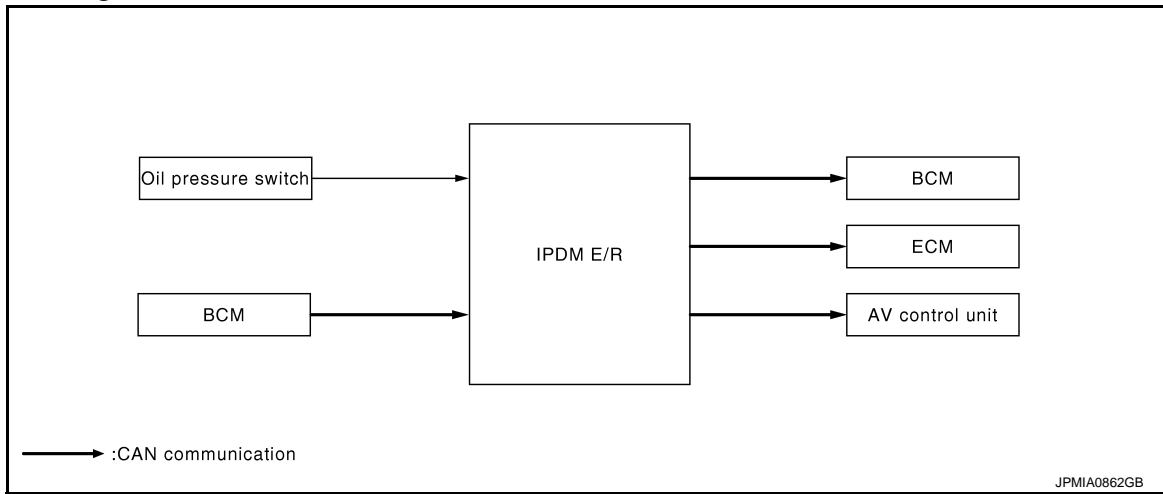 Oil pressure switch
BCM
IPDM E/R
BCM
ECM
AV control unit
:CAN communication
JPMIA0862GB